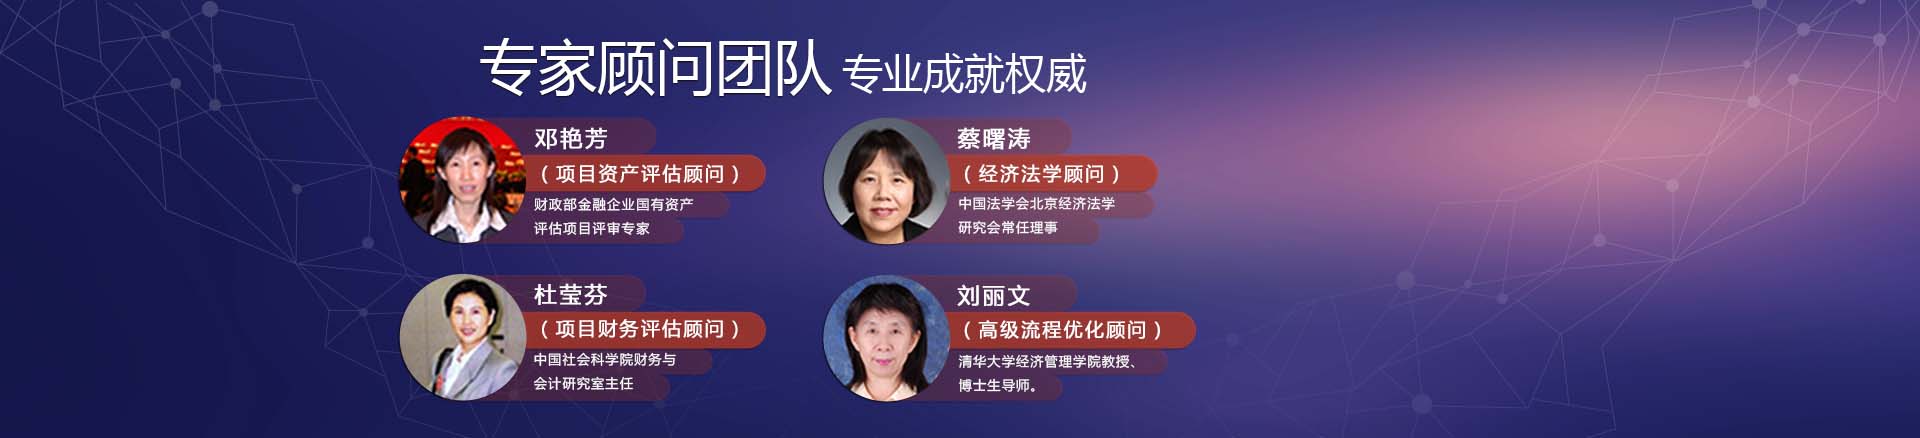 专家顾问团队 专业成就权威
邓艳芳
（项目资产评估顾问）
财政部金融企业国有资产
评估项目评审专家
蔡曙涛
（经济法学顾问）
中国法学会北京经济法学
研究会常任理事
杜莹芬
（项目财务评估顾问）
中国社会科学院财务与
会计研究室主任
刘丽文
（高级流程优化顾问）
清华大学经济管理学院教授、
博士生导师。